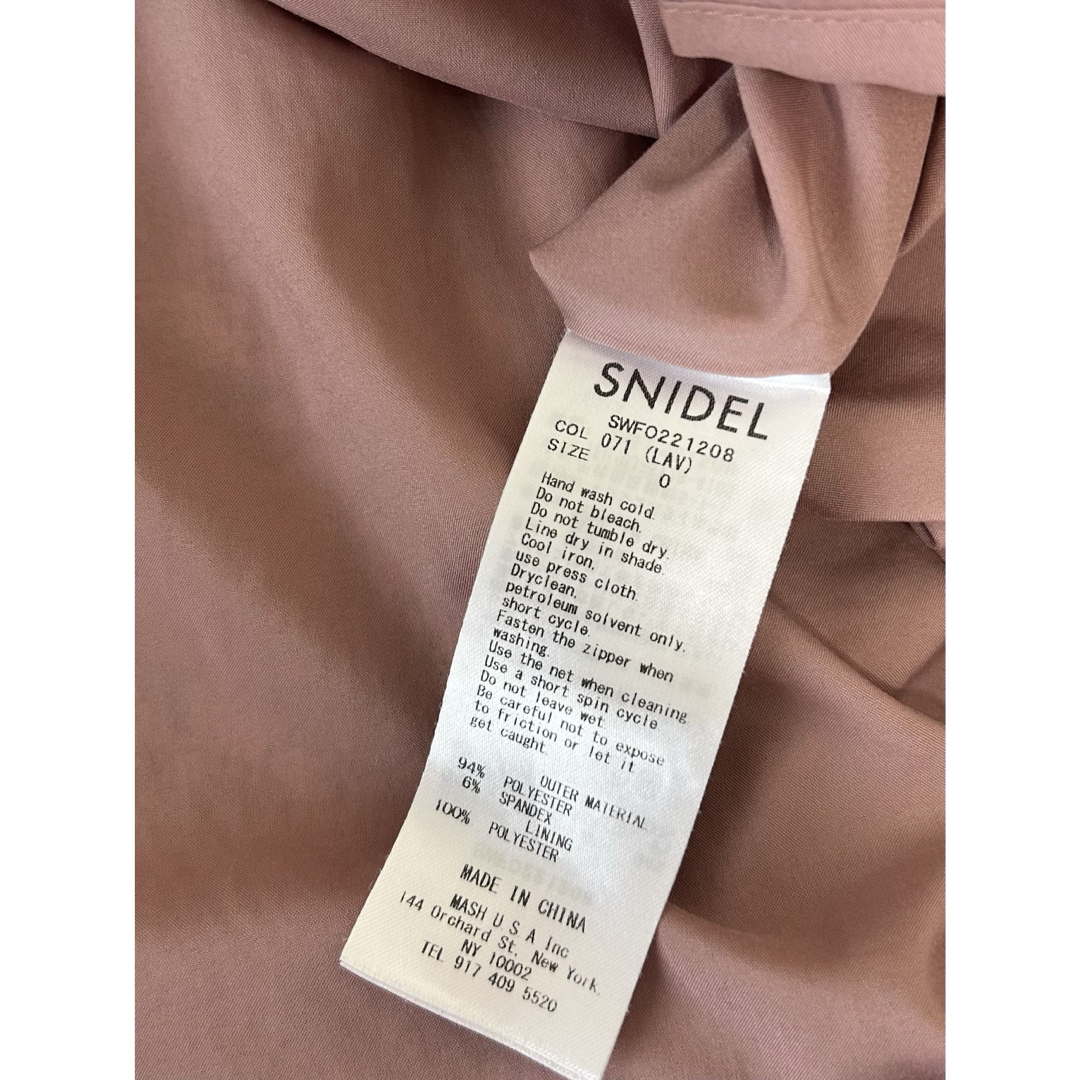 SNIDEL
SWFO221208
COL 071 (LAV)
SIZE 0
Hand wash cold.
Do not bleach.
Do not tumble dry.
Line dry in shade.
Cool iron.
use press cloth.
Dryclean.
petroleum solvent only.
short cycle.
Fasten the zipper when
washing.
Use the net when cleaning.
Use a short spin cycle.
Do not leave wet.
Be careful not to expose
to friction or let it
get caught.
OUTER MATERIAL
94% POLYESTER
6% SPANDEX
LINING
100% POLYESTER
MADE IN CHINA
MASH U S A Inc
144 Orchard St. New York.
NY 10002
TEL 917 409 5520